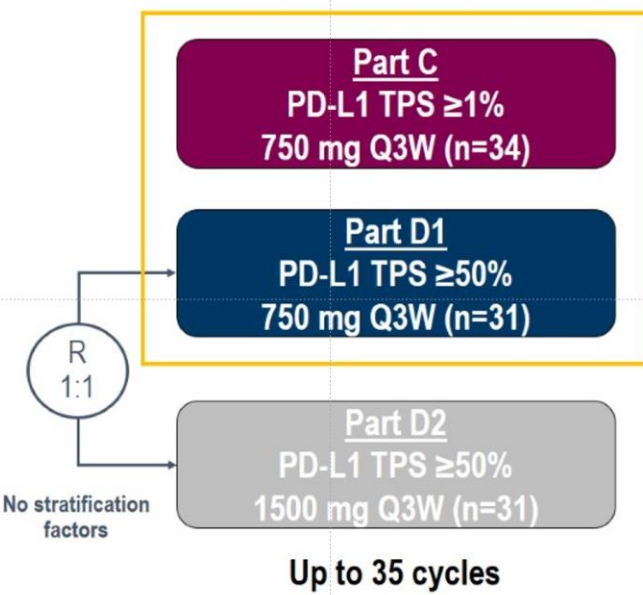 Part C
PD-L1 TPS ≥1%
750 mg Q3W (n=34)
Part D1
PD-L1 TPS ≥50%
750 mg Q3W (n=31)
R
1:1
Part D2
PD-L1 TPS ≥50%
1500 mg Q3W (n=31)
No stratification
factors
Up to 35 cycles